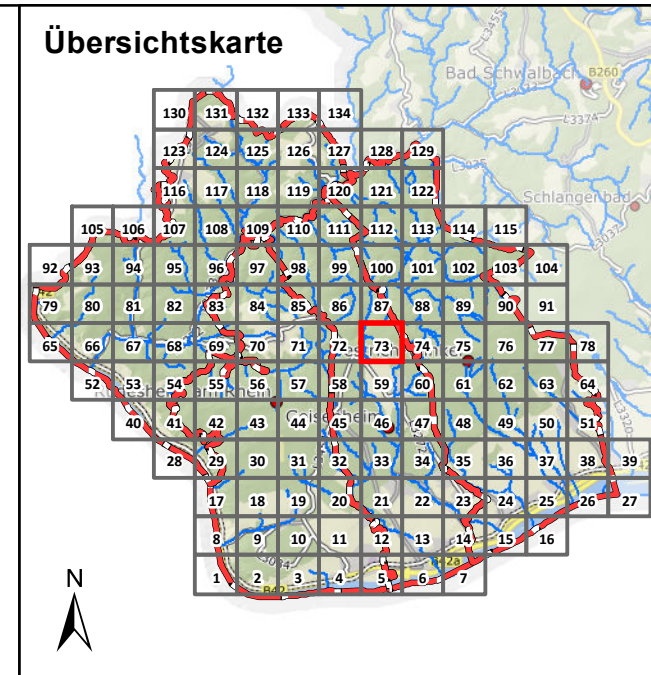 Übersichtskarte
L3455
Bad Schwalbach
B260
L3374
130 131 132 133 134
123 124 125 126 127 128 129
L3035
116 117 118 119 120 121 122
Schlangenbad
L3037
105 106 107 108 109 110 111 112 113 114 115
92 93 94 95 96 97 98 99 100 101 102 103 104
79 80 81 82 83 84 85 86 87 88 89 90 91
65 66 67 68 69 70 71 72 73 74 75 76 77 78
52 53 54 55 56 57 58 59 60 61 62 63 64
Geisenheim
L3320
40 41 42 43 44 45 46 47 48 49 50 51
28 29 30 31 32 33 34 35 36 37 38 39
17 18 19 20 21 22 23 24 25 26 27
8 9 10 11 12 13 14 15 16
L3034
B42a
1 2 3 4 5 6 7
B42
N